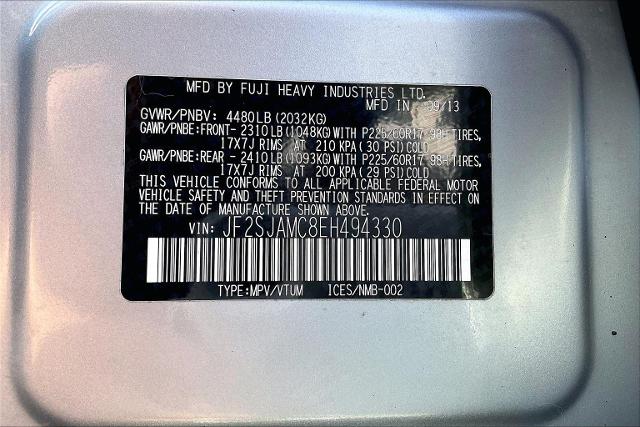 MFD BY FUJI HEAVY INDUSTRIES LTD.
MFD IN 09/13
GVWR/PNBV: 4480LB(2032KG)
GAWR/PNBE:FRONT- 2310LB(1048KG)WITH P225/60R17 98H TIRES,
17X7J RIMS AT 210 KPA(30 PSI)COLD
GAWR/PNBE:REAR - 2410LB(1093KG)WITH P225/60R17 98H TIRES,
17X7J RIMS AT 200 KPA(29 PSI)COLD
THIS VEHICLE CONFORMS TO ALL APPLICABLE FEDERAL MOTOR
VEHICLE SAFETY AND THEFT PREVENTION STANDARDS IN EFFECT ON
THE DATE OF MANUFACTURE SHOWN ABOVE.
VIN: JF2SJAMC8EH494330
TYPE:MPV/VTUM ICES/NMB-002